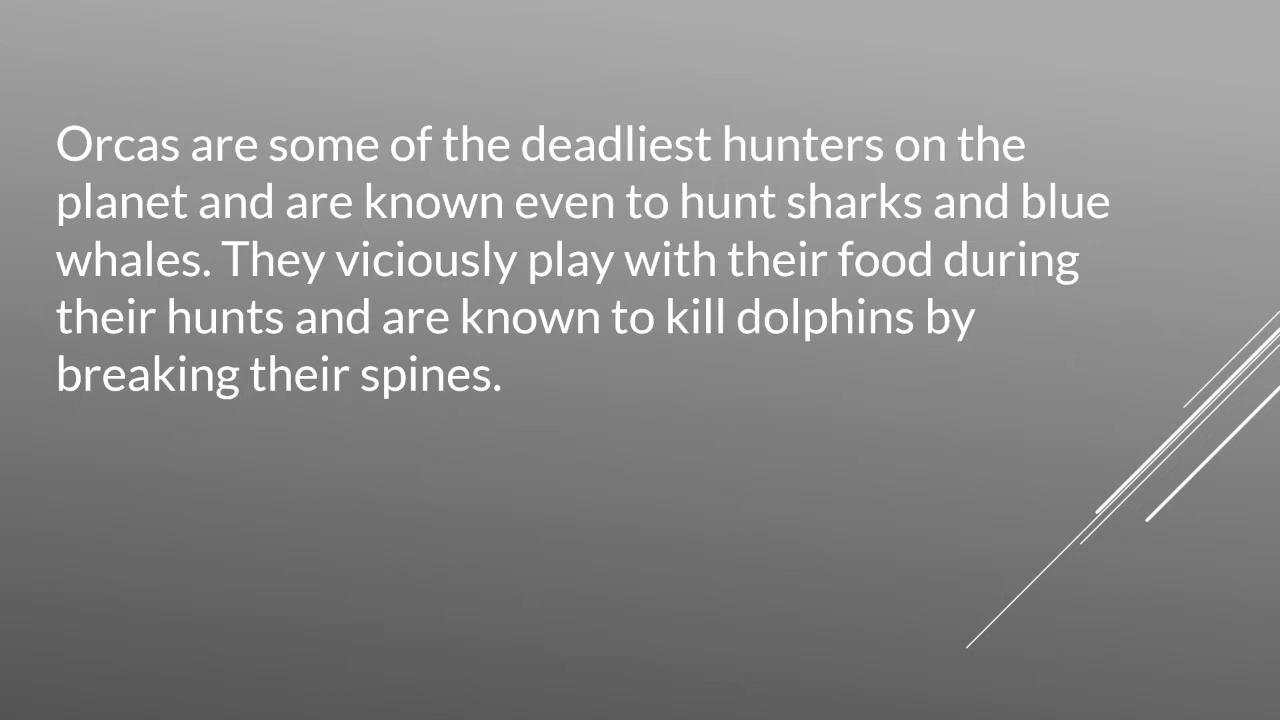 Orcas are some of the deadliest hunters on the
planet and are known even to hunt sharks and blue
whales. They viciously play with their food during
their hunts and are known to kill dolphins by
breaking their spines.